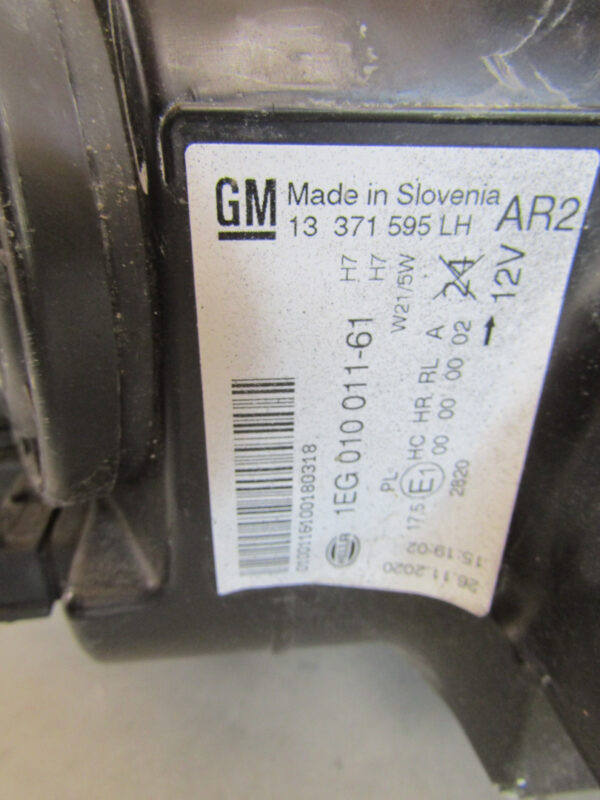 GM Made in Slovenia
13 371 595 LH AR2
H7 H7 W21/5W 24
12V
1EG 010 011-61
PL HC HR RL A
17,5 E1 00 00 00 02
2820
HELLA
0100116100180318
26.11.2020
15:19:02